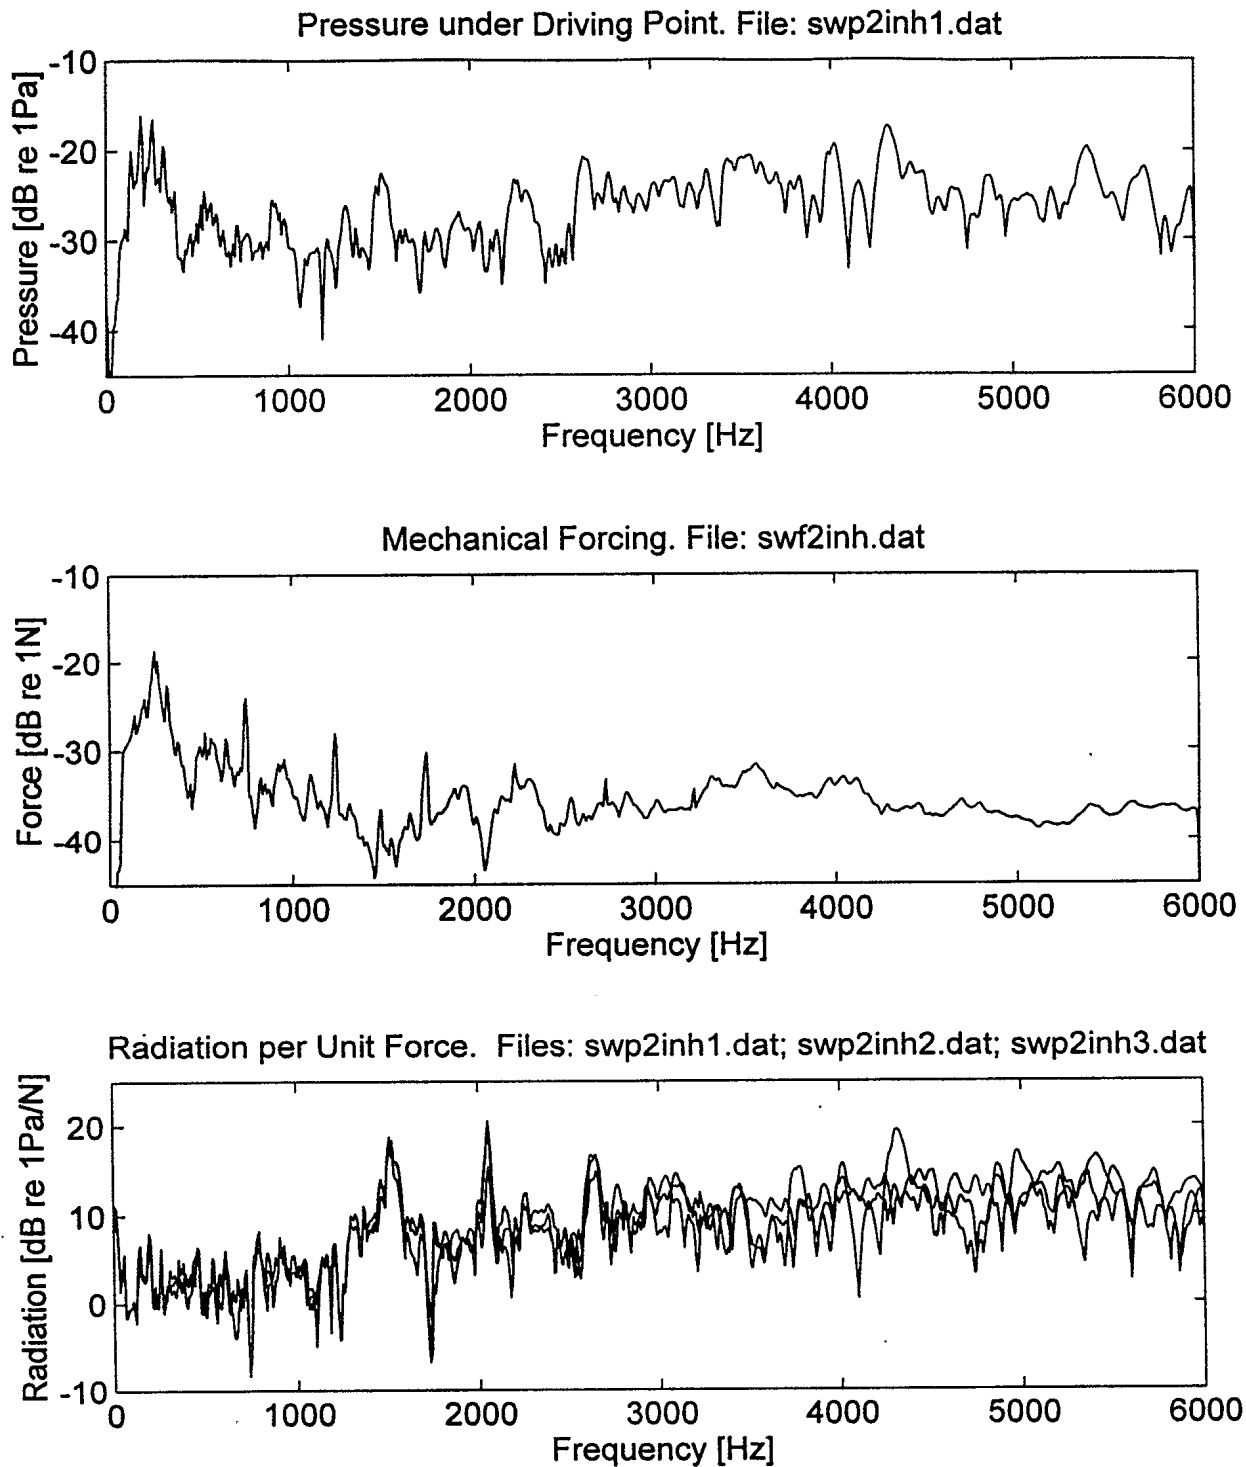 Pressure under Driving Point. File: swp2inh1.dat
Pressure [dB re 1Pa]
-10
-20
-30
-40
0 1000 2000 3000 4000 5000 6000
Frequency [Hz]
Mechanical Forcing. File: swf2inh.dat
Force [dB re 1N]
-10
-20
-30
-40
0 1000 2000 3000 4000 5000 6000
Frequency [Hz]
Radiation per Unit Force. Files: swp2inh1.dat; swp2inh2.dat; swp2inh3.dat
Radiation [dB re 1Pa/N]
20
10
0
-10
0 1000 2000 3000 4000 5000 6000
Frequency [Hz]